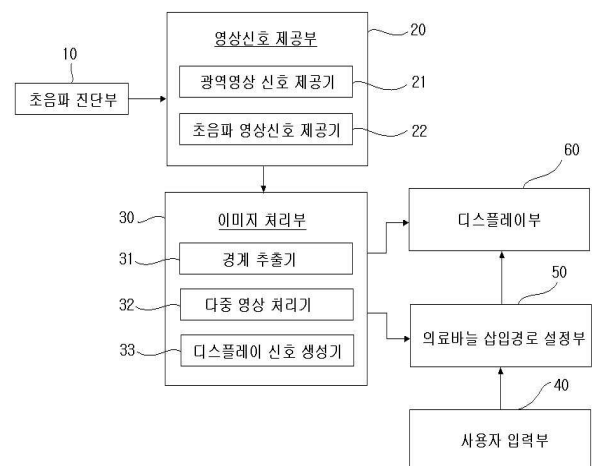 영상신호 제공부
20
10
초음파 진단부
광역영상 신호 제공기
21
초음파 영상신호 제공기
22
60
30
이미지 처리부
디스플레이부
31
경계 추출기
32
다중 영상 처리기
50
33
디스플레이 신호 생성기
의료바늘 삽입경로 설정부
40
사용자 입력부